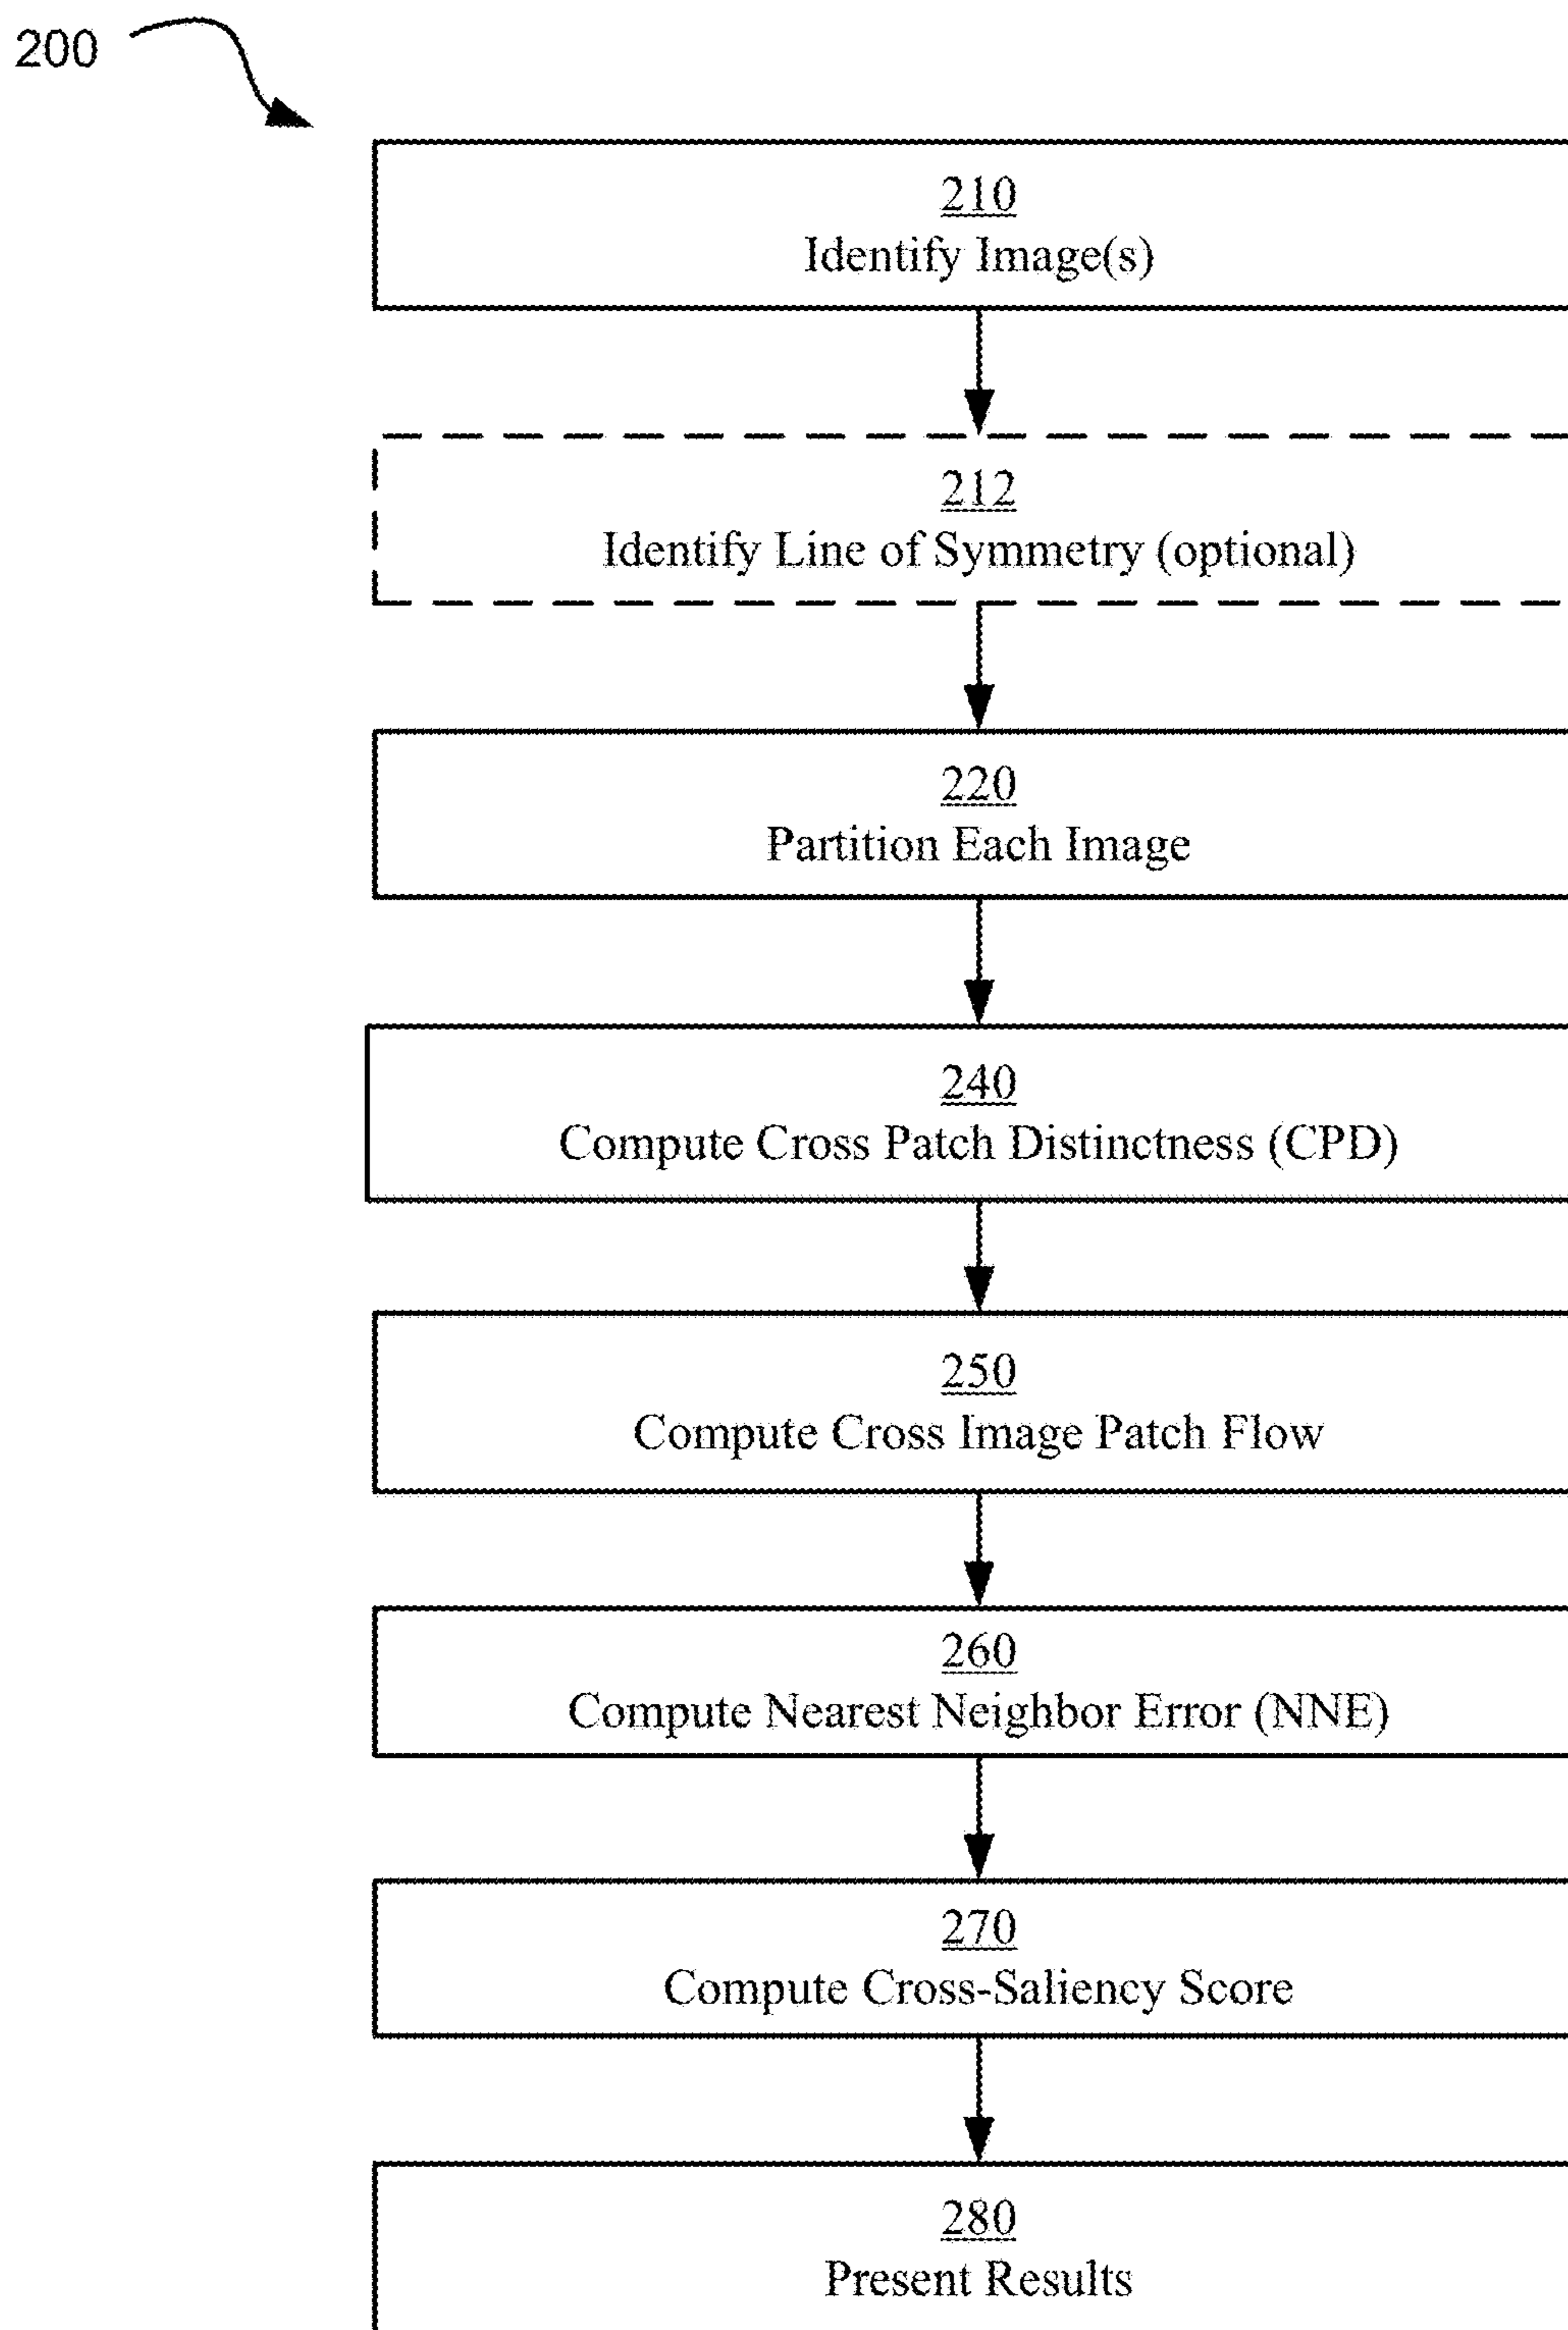 200
210
Identify Image(s)
212
Identify Line of Symmetry (optional)
220
Partition Each Image
240
Compute Cross Patch Distinctness (CPD)
250
Compute Cross Image Patch Flow
260
Compute Nearest Neighbor Error (NNE)
270
Compute Cross-Saliency Score
280
Present Results